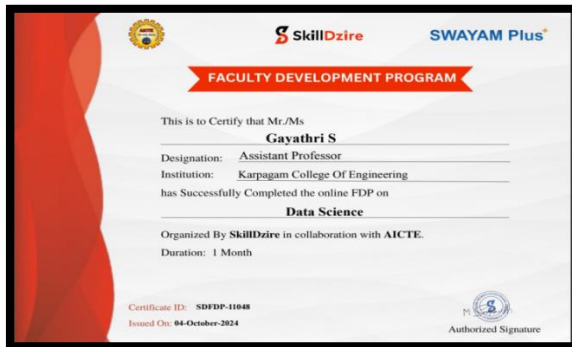 AICTE
SkillDzire
SWAYAM Plus+
FACULTY DEVELOPMENT PROGRAM
This is to Certify that Mr./Ms
Gayathri S
Designation: Assistant Professor
Institution: Karpagam College Of Engineering
has Successfully Completed the online FDP on
Data Science
Organized By SkillDzire in collaboration with AICTE.
Duration: 1 Month
Certificate ID: SDFDP-11048
Issued On: 04-October-2024
Authorized Signature